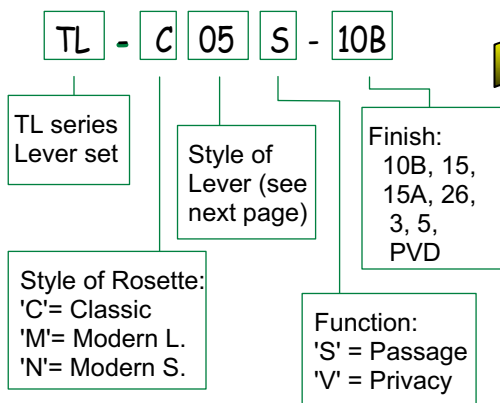 TL - C 05 S - 10B
TL series
Lever set
Style of
Lever (see
next page)
Finish:
10B, 15,
15A, 26,
3, 5,
PVD
Style of Rosette:
'C'= Classic
'M'= Modern L.
'N'= Modern S.
Function:
'S' = Passage
'V' = Privacy